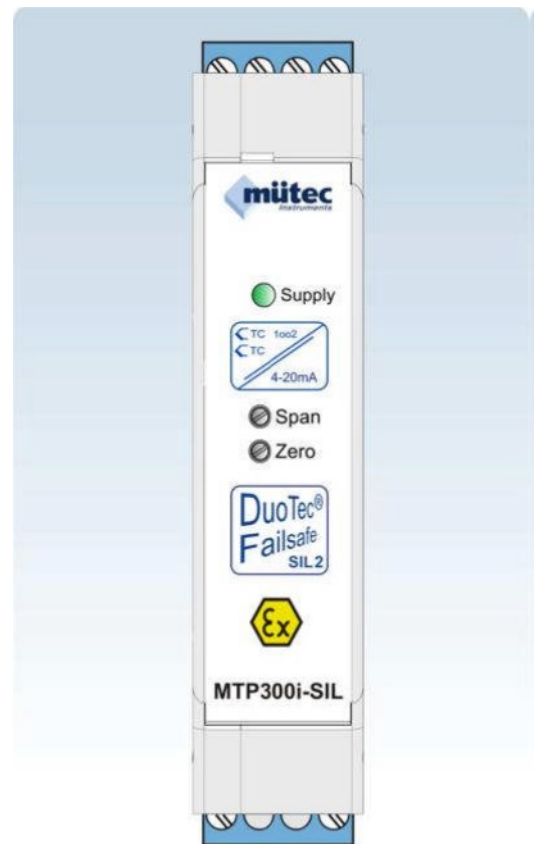 mütec
Instruments
Supply
TC 1oo2
TC
4-20mA
Span
Zero
DuoTec®
Failsafe
SIL2
Ex
MTP300i-SIL